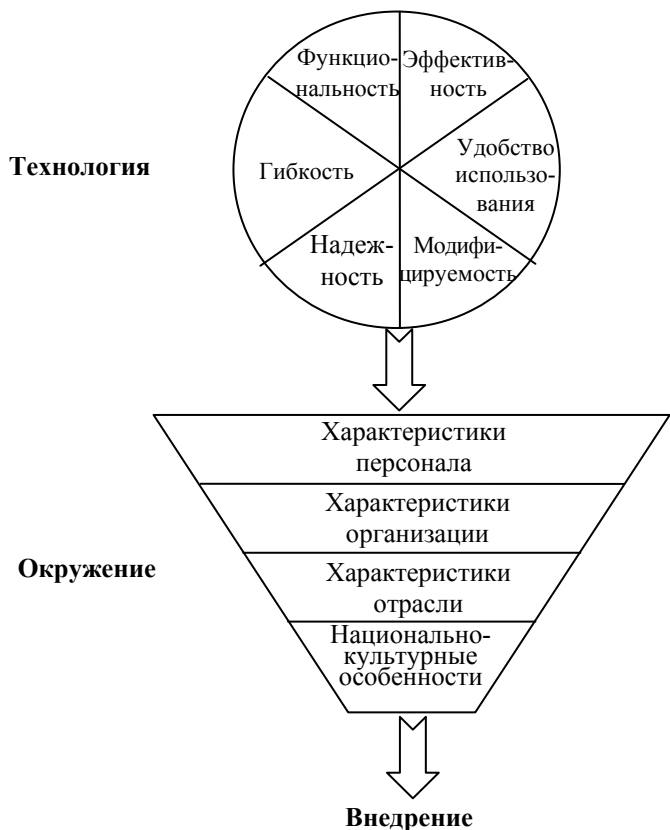 Функцио-
нальность
Эффектив-
ность
Технология
Гибкость
Удобство
использо-
вания
Надеж-
ность
Модифи-
цируемость
Характеристики
персонала
Характеристики
организации
Окружение
Характеристики
отрасли
Национально-
культурные
особенности
Внедрение